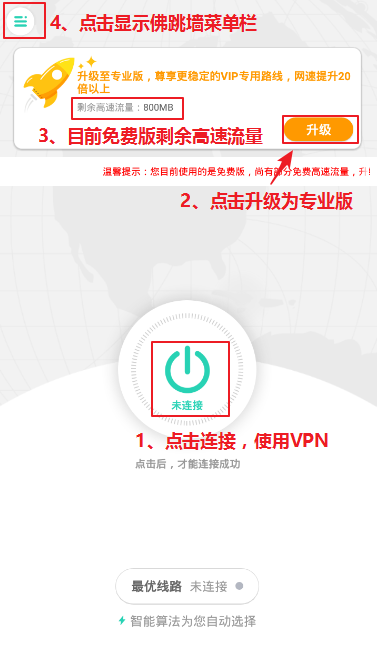 4、点击显示佛跳墙菜单栏
升级至专业版，尊享更稳定的VIP专用路线，网速提升20
倍以上
剩余高速流量：800MB
3、目前免费版剩余高速流量
升级
温馨提示：您目前使用的是免费版，尚有部分免费高速流量，升!
2、点击升级为专业版
未连接
1、点击连接，使用VPN
点击后，才能连接成功
最优线路 未连接
智能算法为您自动选择